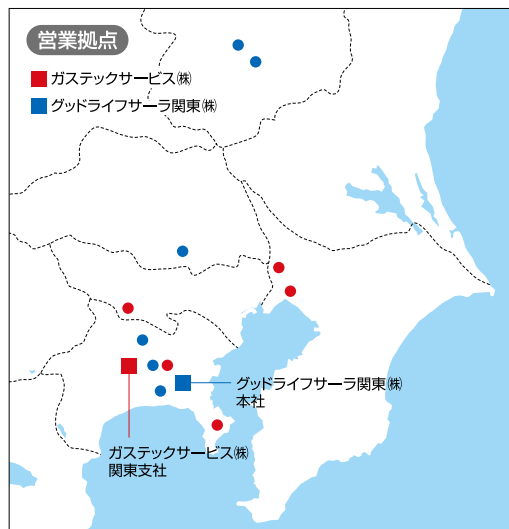 営業拠点
ガステックサービス㈱
グッドライフサーラ関東㈱
グッドライフサーラ関東㈱
本社
ガステックサービス㈱
関東支社